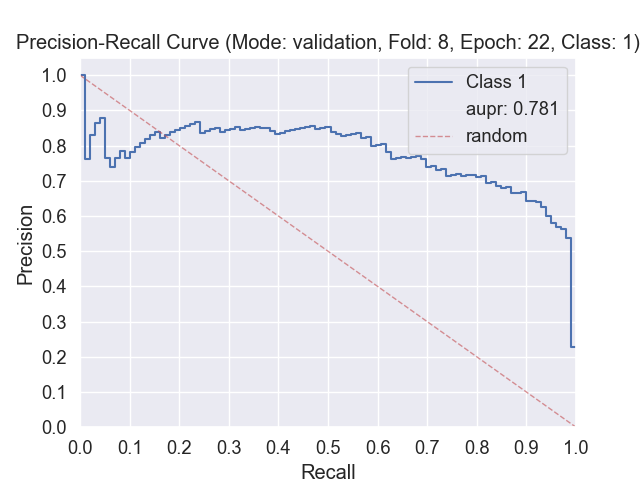 Precision-Recall Curve (Mode: validation, Fold: 8, Epoch: 22, Class: 1)
Class 1
aupr: 0.781
random
1.0
0.9
0.8
0.7
0.6
0.5
0.4
0.3
0.2
0.1
0.0
Precision
0.0 0.1 0.2 0.3 0.4 0.5 0.6 0.7 0.8 0.9 1.0
Recall